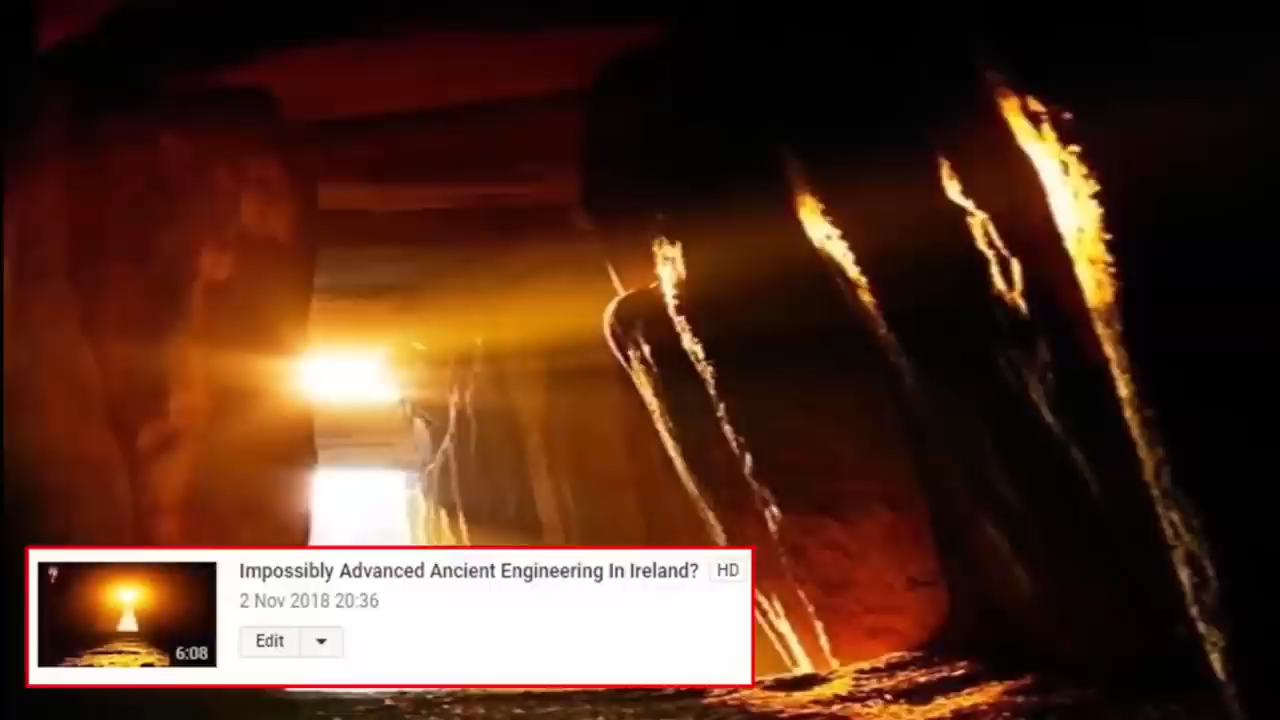 Impossibly Advanced Ancient Engineering In Ireland? HD
2 Nov 2018 20:36
Edit
?
6:08